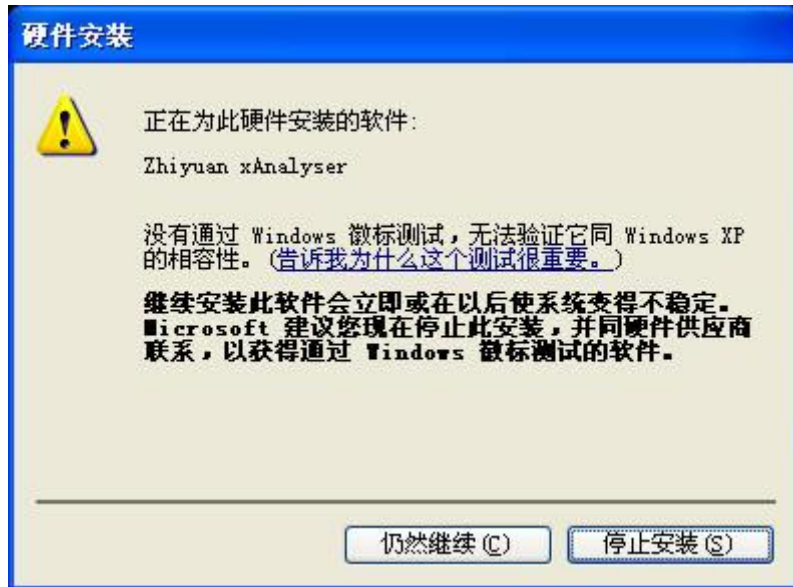 硬件安装
正在为此硬件安装的软件:
Zhiyuan xAnalyser
没有通过 Windows 徽标测试，无法验证它同 Windows XP
的相容性。(告诉我为什么这个测试很重要。)
继续安装此软件会立即或在以后使系统变得不稳定。
Microsoft 建议您现在停止此安装，并同硬件供应商
联系，以获得通过 Windows 徽标测试的软件。
仍然继续(C)
停止安装(S)